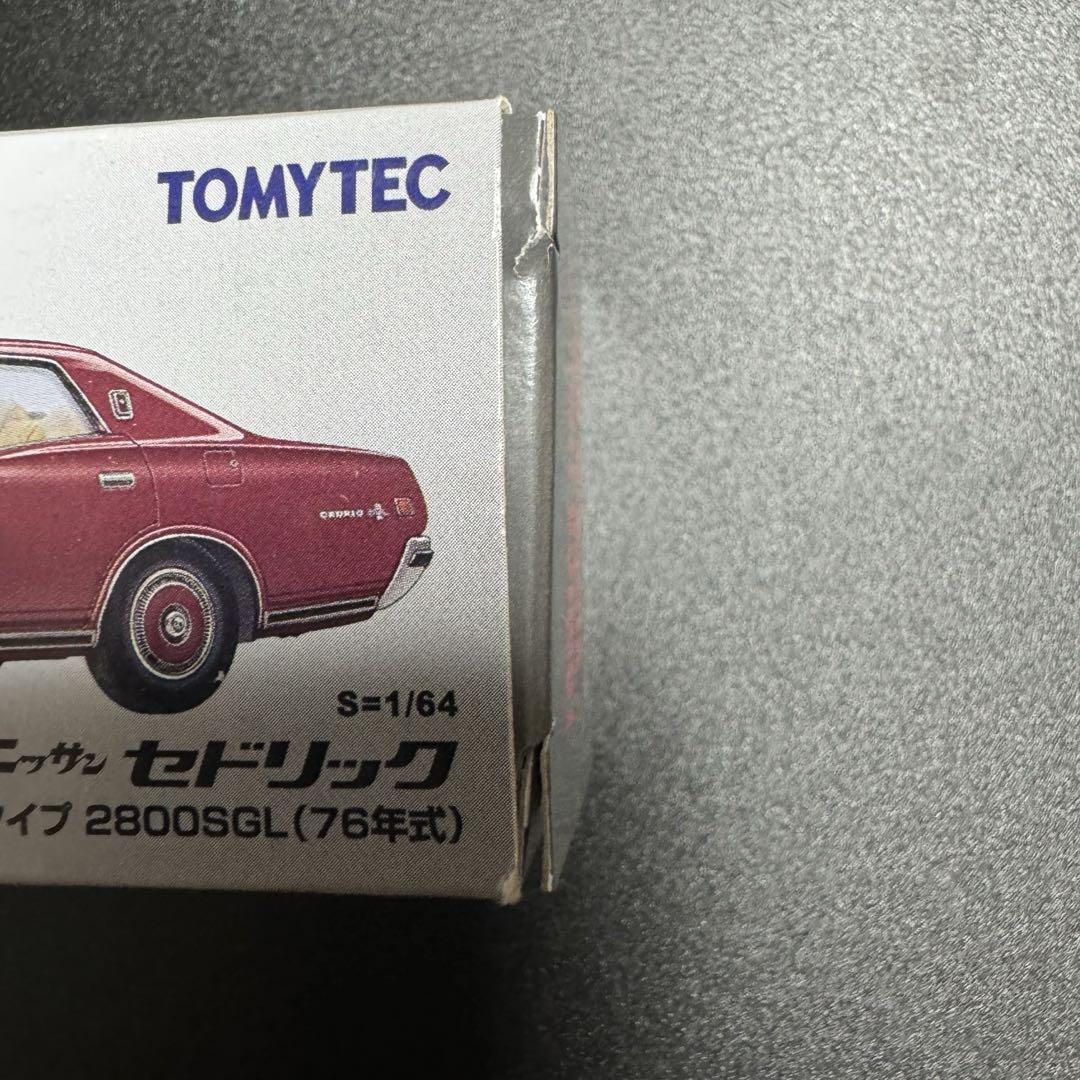 TOMYTEC
CEDRIC
S=1/64
ニッサン セドリック
イプ 2800SGL(76年式)